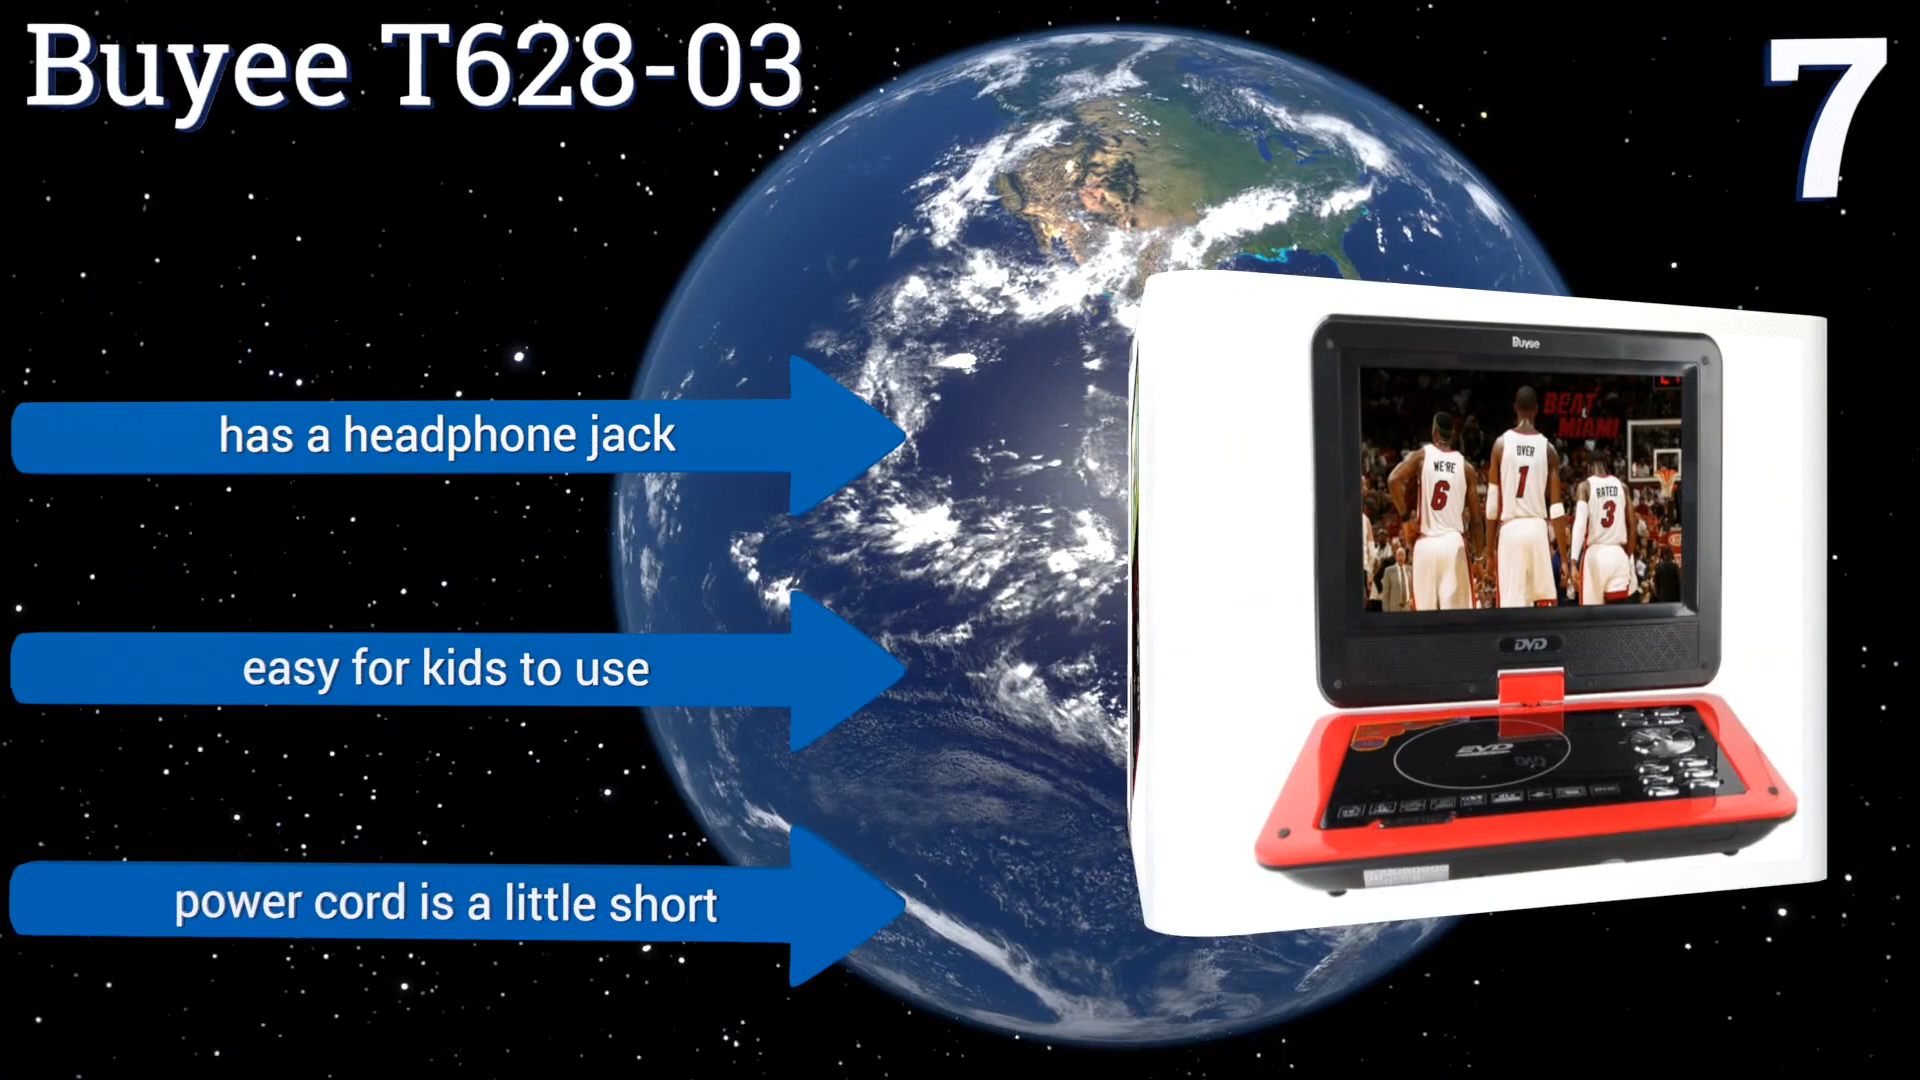 Buyee T628-03
7
has a headphone jack
easy for kids to use
power cord is a little short
Buyee
BEAT
MIAMI
WE'RE
6
OVER
1
RATED
3
DVD